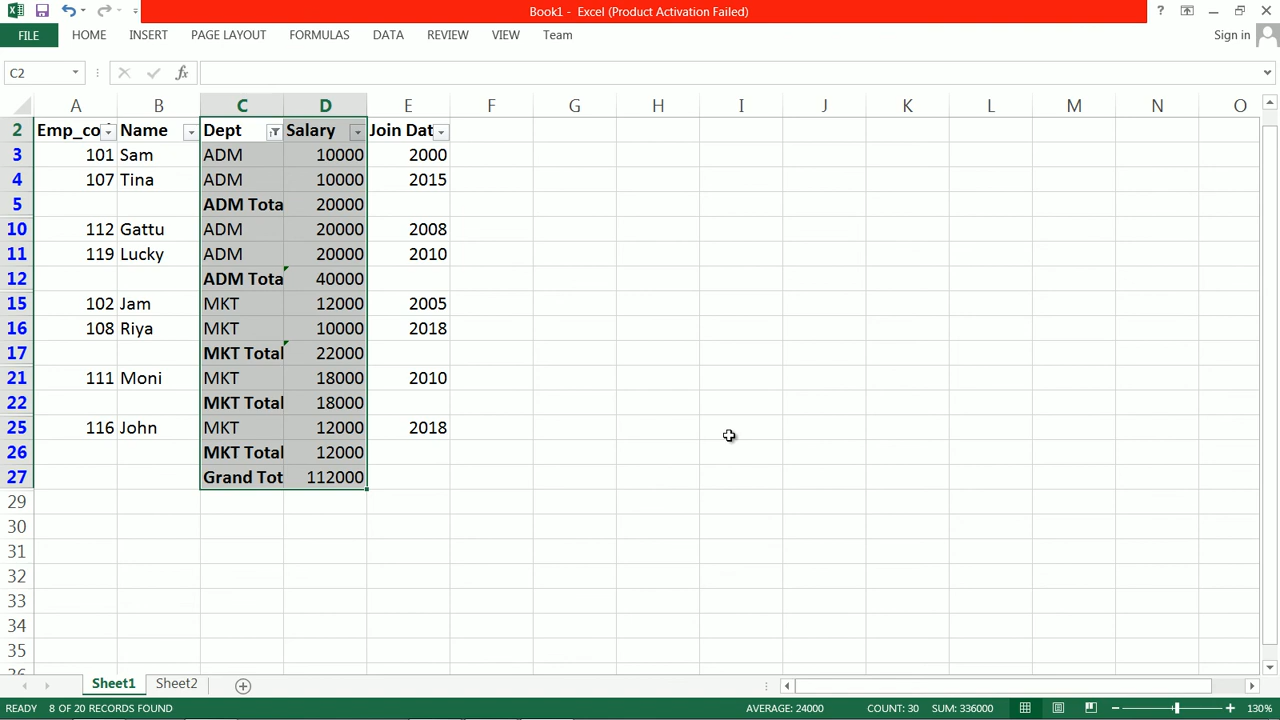 Book1 - Excel (Product Activation Failed)
FILE HOME INSERT PAGE LAYOUT FORMULAS DATA REVIEW VIEW Team Sign in
C2 fx
A B C D E F G H I J K L M N O
2 Emp_co Name Dept Salary Join Dat
3 101 Sam ADM 10000 2000
4 107 Tina ADM 10000 2015
5 ADM Tota 20000
10 112 Gattu ADM 20000 2008
11 119 Lucky ADM 20000 2010
12 ADM Tota 40000
15 102 Jam MKT 12000 2005
16 108 Riya MKT 10000 2018
17 MKT Total 22000
21 111 Moni MKT 18000 2010
22 MKT Total 18000
25 116 John MKT 12000 2018
26 MKT Total 12000
27 Grand Tot 112000
29
30
31
32
33
34
35
Sheet1 Sheet2
READY 8 OF 20 RECORDS FOUND AVERAGE: 24000 COUNT: 30 SUM: 336000 130%